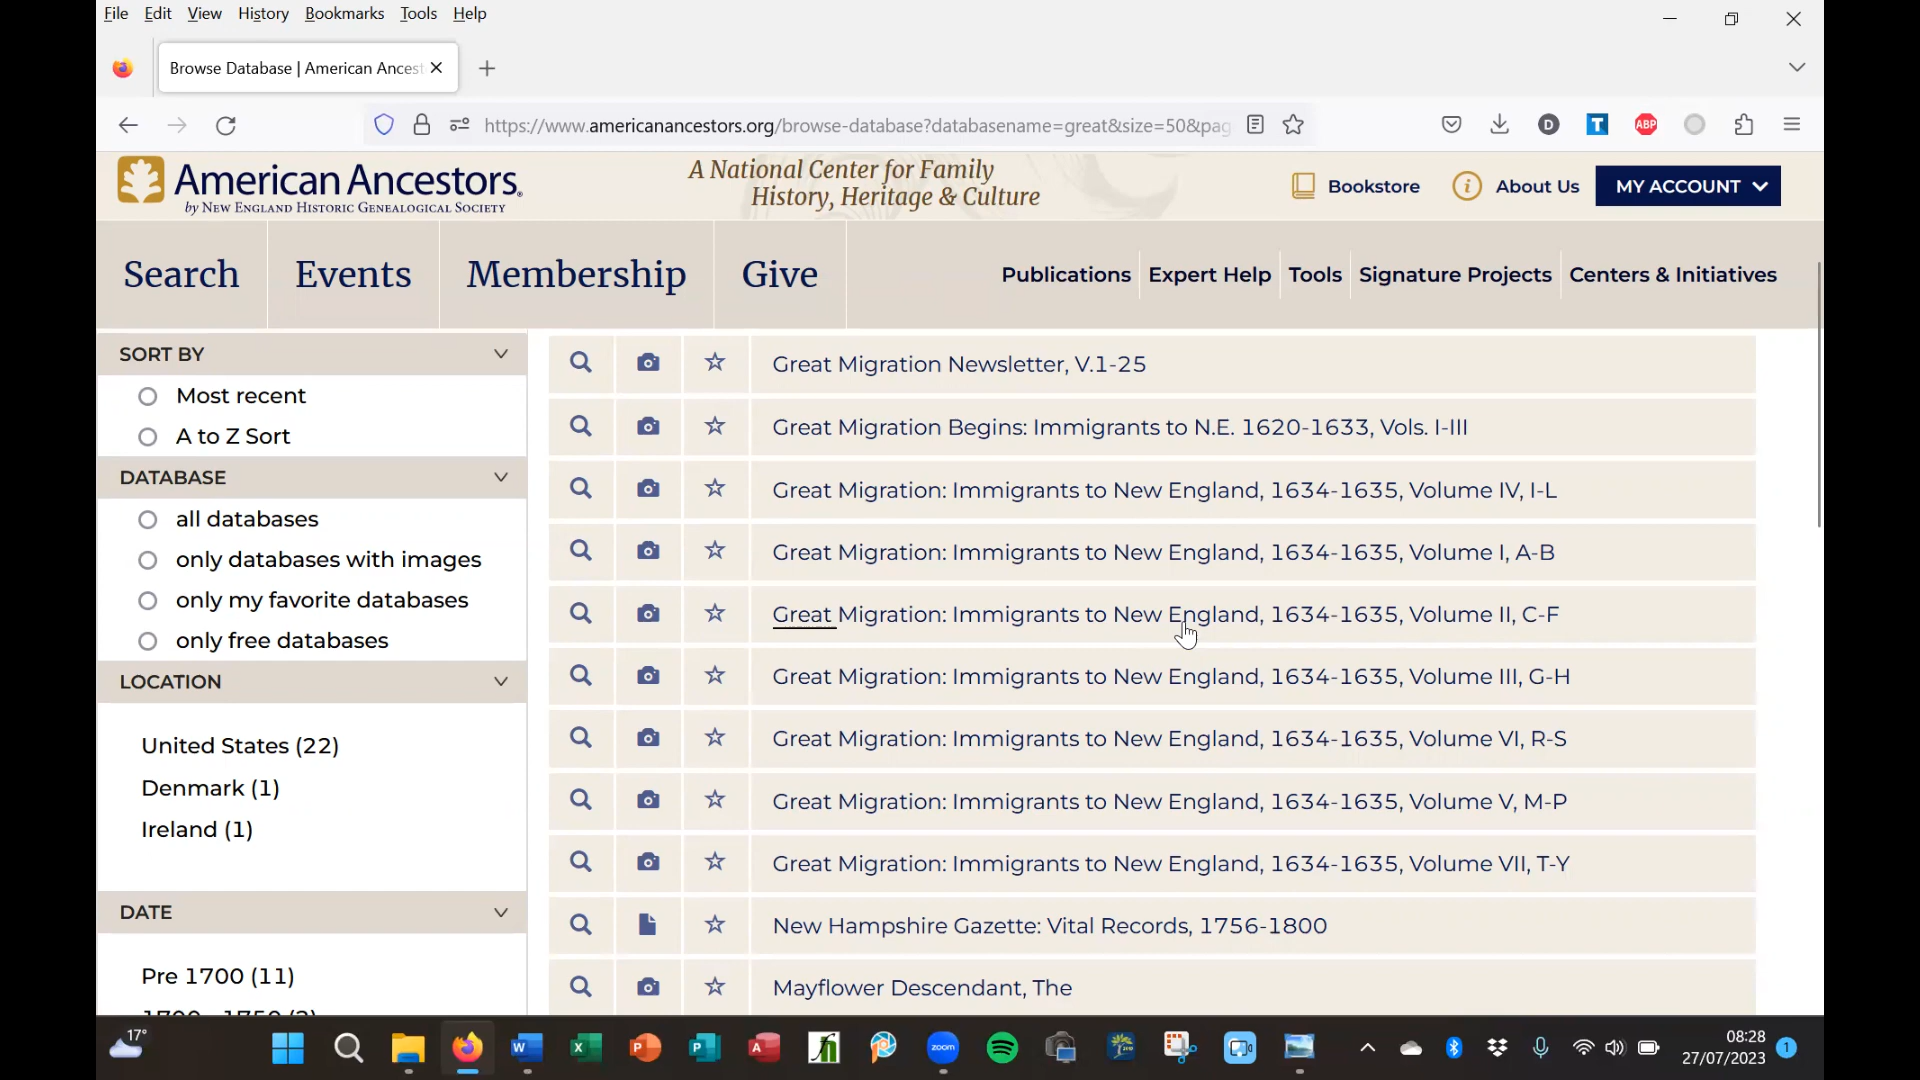 File Edit View History Bookmarks Tools Help
Browse Database | American Ancest
https://www.americanancestors.org/browse-database?databasename=great&size=50&pag
D T ABP
American Ancestors.
by NEW ENGLAND HISTORIC GENEALOGICAL SOCIETY
A National Center for Family
History, Heritage & Culture
Bookstore
About Us
MY ACCOUNT
Search Events Membership Give
Publications Expert Help Tools Signature Projects Centers & Initiatives
SORT BY
Most recent
A to Z Sort
DATABASE
all databases
only databases with images
only my favorite databases
only free databases
LOCATION
United States (22)
Denmark (1)
Ireland (1)
DATE
Pre 1700 (11)
Great Migration Newsletter, V.1-25
Great Migration Begins: Immigrants to N.E. 1620-1633, Vols. I-III
Great Migration: Immigrants to New England, 1634-1635, Volume IV, I-L
Great Migration: Immigrants to New England, 1634-1635, Volume I, A-B
Great Migration: Immigrants to New England, 1634-1635, Volume II, C-F
Great Migration: Immigrants to New England, 1634-1635, Volume III, G-H
Great Migration: Immigrants to New England, 1634-1635, Volume VI, R-S
Great Migration: Immigrants to New England, 1634-1635, Volume V, M-P
Great Migration: Immigrants to New England, 1634-1635, Volume VII, T-Y
New Hampshire Gazette: Vital Records, 1756-1800
Mayflower Descendant, The
17°
zoom
08:28
27/07/2023
1